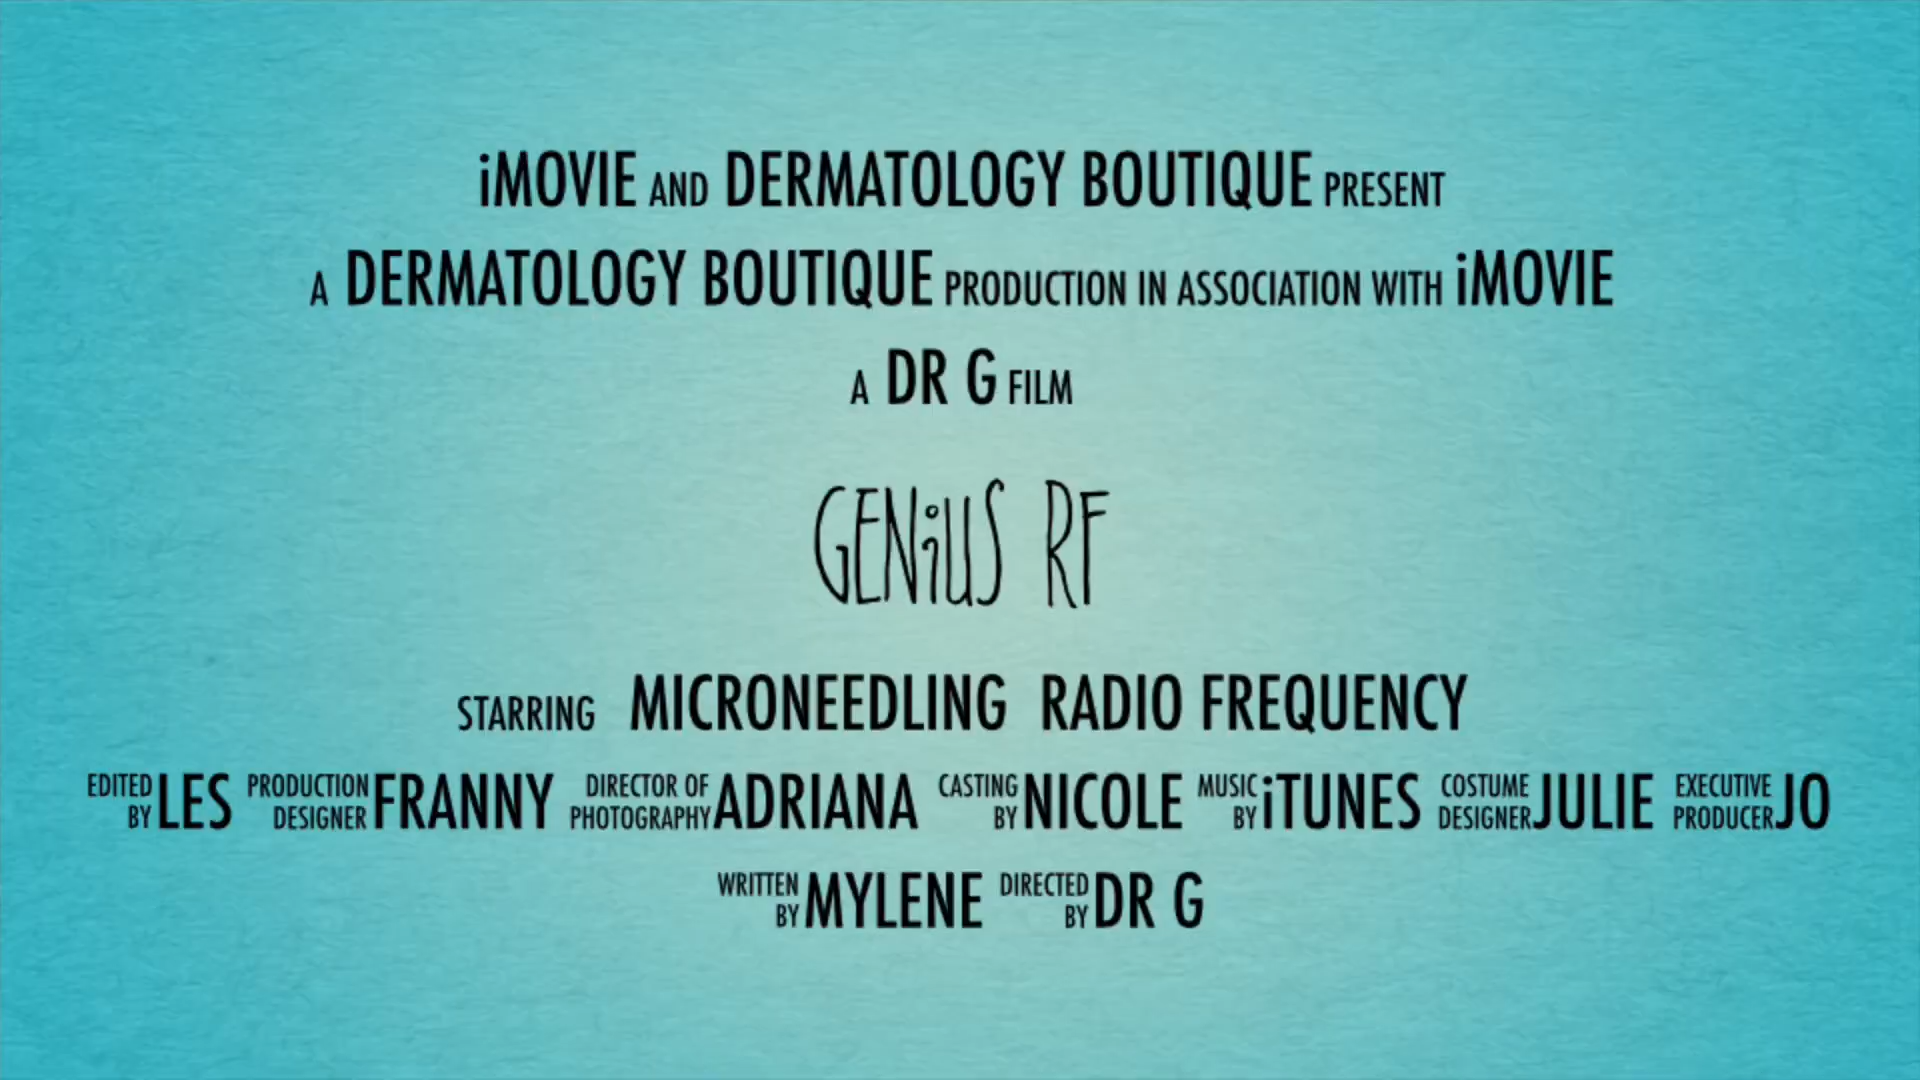 iMOVIE AND DERMATOLOGY BOUTIQUE PRESENT
A DERMATOLOGY BOUTIQUE PRODUCTION IN ASSOCIATION WITH iMOVIE
A DR G FILM
GENiUS RF
STARRING MICRONEEDLING RADIO FREQUENCY
EDITED BY LES PRODUCTION DESIGNER FRANNY DIRECTOR OF PHOTOGRAPHY ADRIANA CASTING BY NICOLE MUSIC BY iTUNES COSTUME DESIGNER JULIE EXECUTIVE PRODUCER JO
WRITTEN BY MYLENE DIRECTED BY DR G